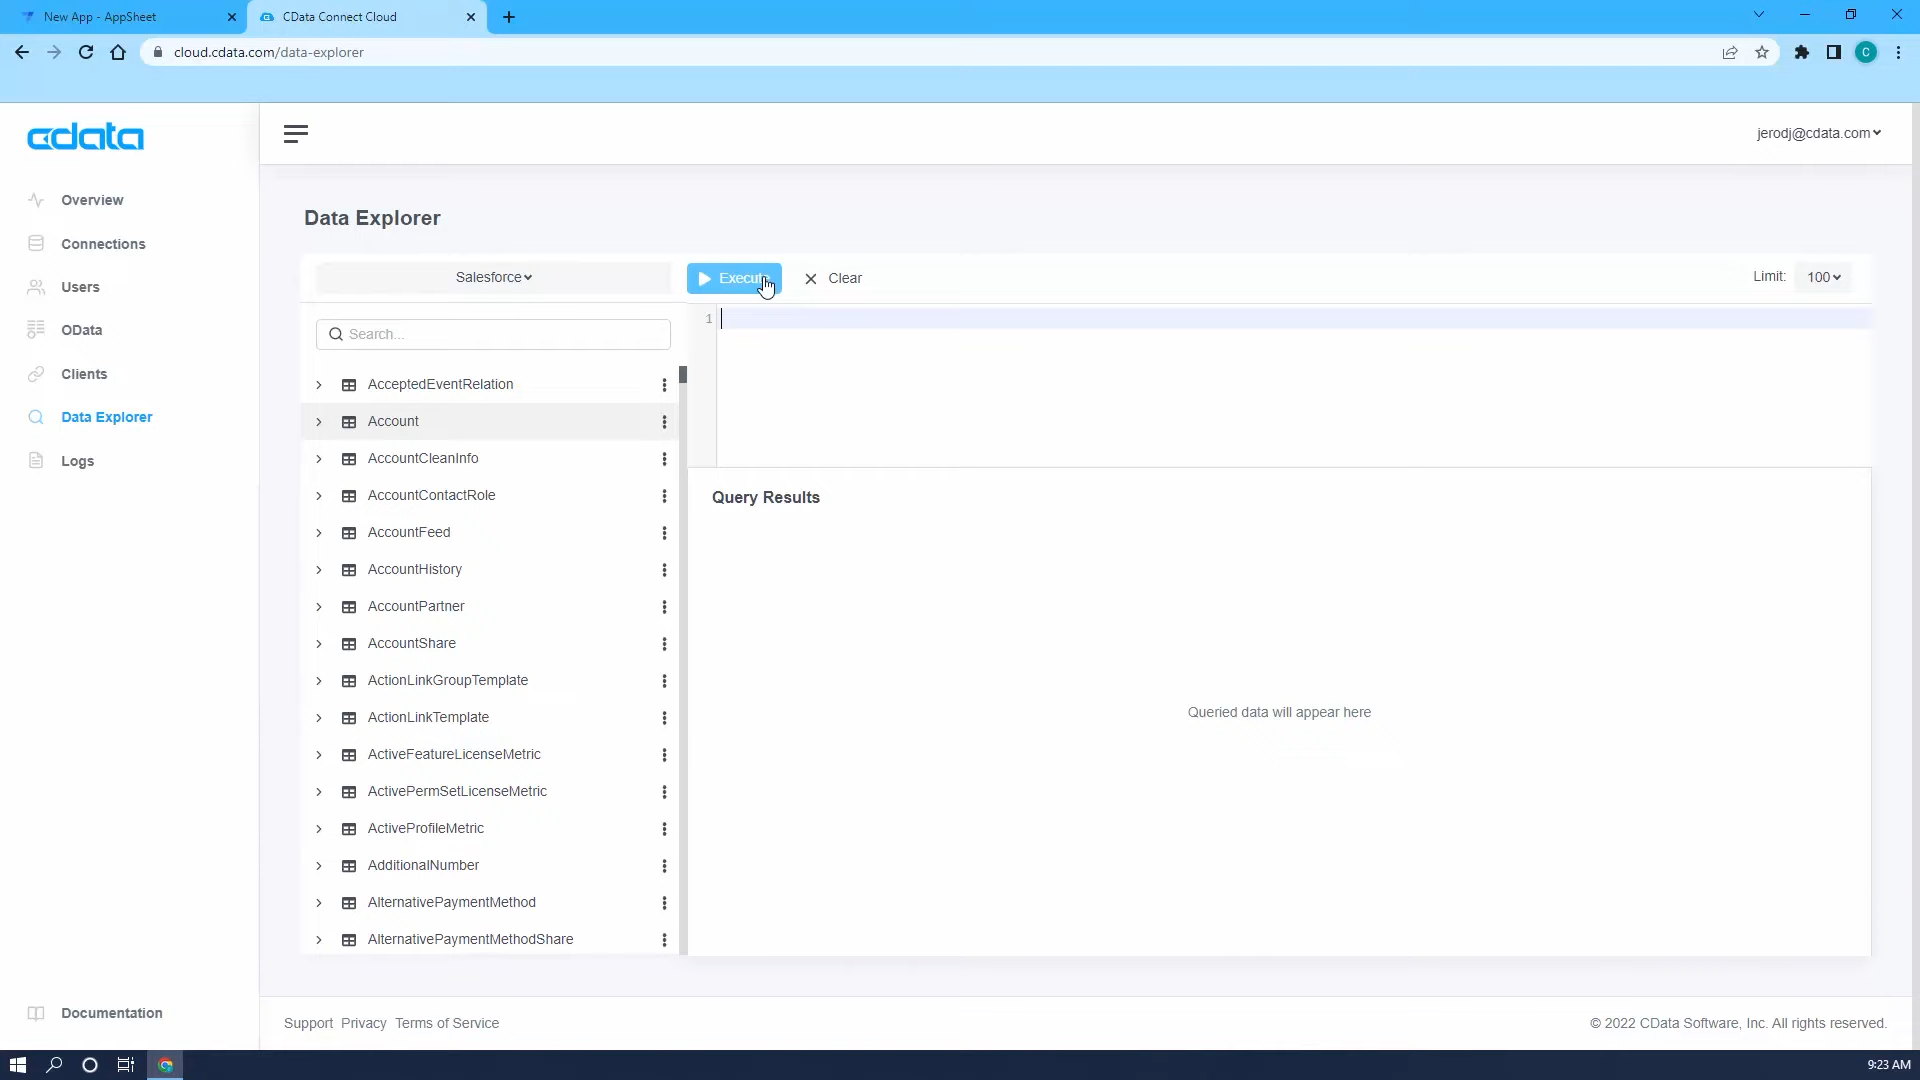 New App - AppSheet
CData Connect Cloud
cloud.cdata.com/data-explorer
C
cdata
jerodj@cdata.com
Overview
Connections
Users
OData
Clients
Data Explorer
Logs
Documentation
Data Explorer
Salesforce
Clear
Limit: 100
Search...
1
AcceptedEventRelation
Account
AccountCleanInfo
AccountContactRole
AccountFeed
AccountHistory
AccountPartner
AccountShare
ActionLinkGroupTemplate
ActionLinkTemplate
ActiveFeatureLicenseMetric
ActivePermSetLicenseMetric
ActiveProfileMetric
AdditionalNumber
AlternativePaymentMethod
AlternativePaymentMethodShare
Query Results
Queried data will appear here
Support Privacy Terms of Service
© 2022 CData Software, Inc. All rights reserved.
9:23 AM